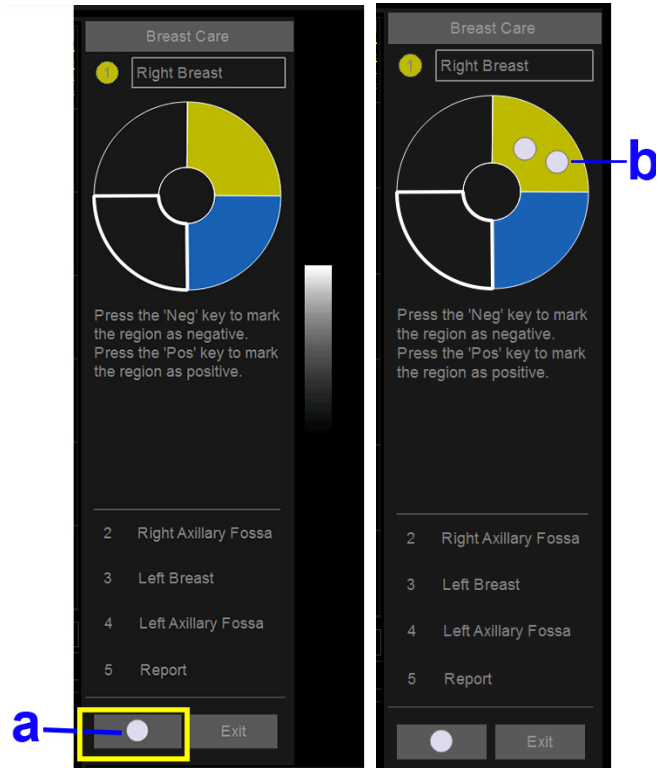 Breast Care
1 Right Breast
Press the 'Neg' key to mark
the region as negative.
Press the 'Pos' key to mark
the region as positive.
2 Right Axillary Fossa
3 Left Breast
4 Left Axillary Fossa
5 Report
Exit
a
Breast Care
1 Right Breast
b
Press the 'Neg' key to mark
the region as negative.
Press the 'Pos' key to mark
the region as positive.
2 Right Axillary Fossa
3 Left Breast
4 Left Axillary Fossa
5 Report
Exit